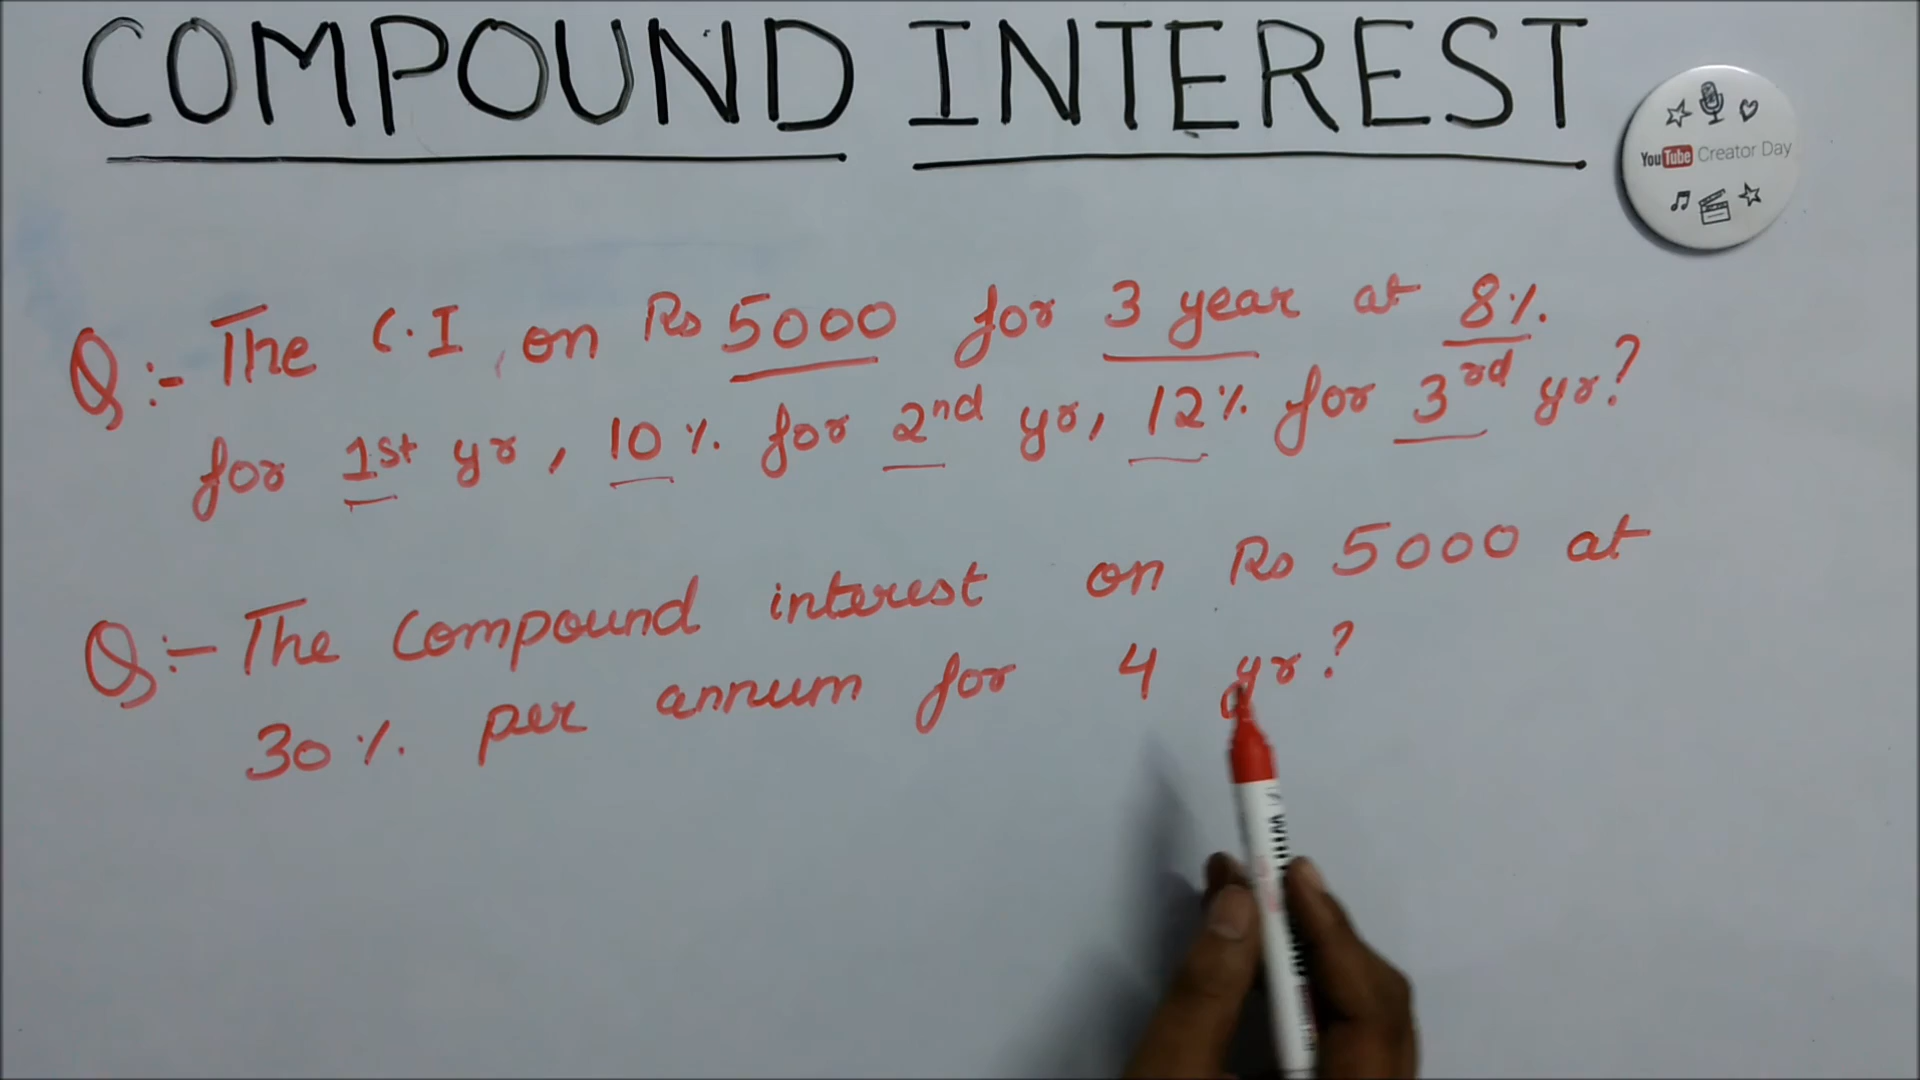 COMPOUND INTEREST
YouTube Creator Day
Q:- The C.I on Rs 5000 for 3 year at 8%
for 1st yr, 10% for 2nd yr, 12% for 3rd yr?
Q:- The Compound interest on Rs 5000 at
30% per annum for 4 yr?